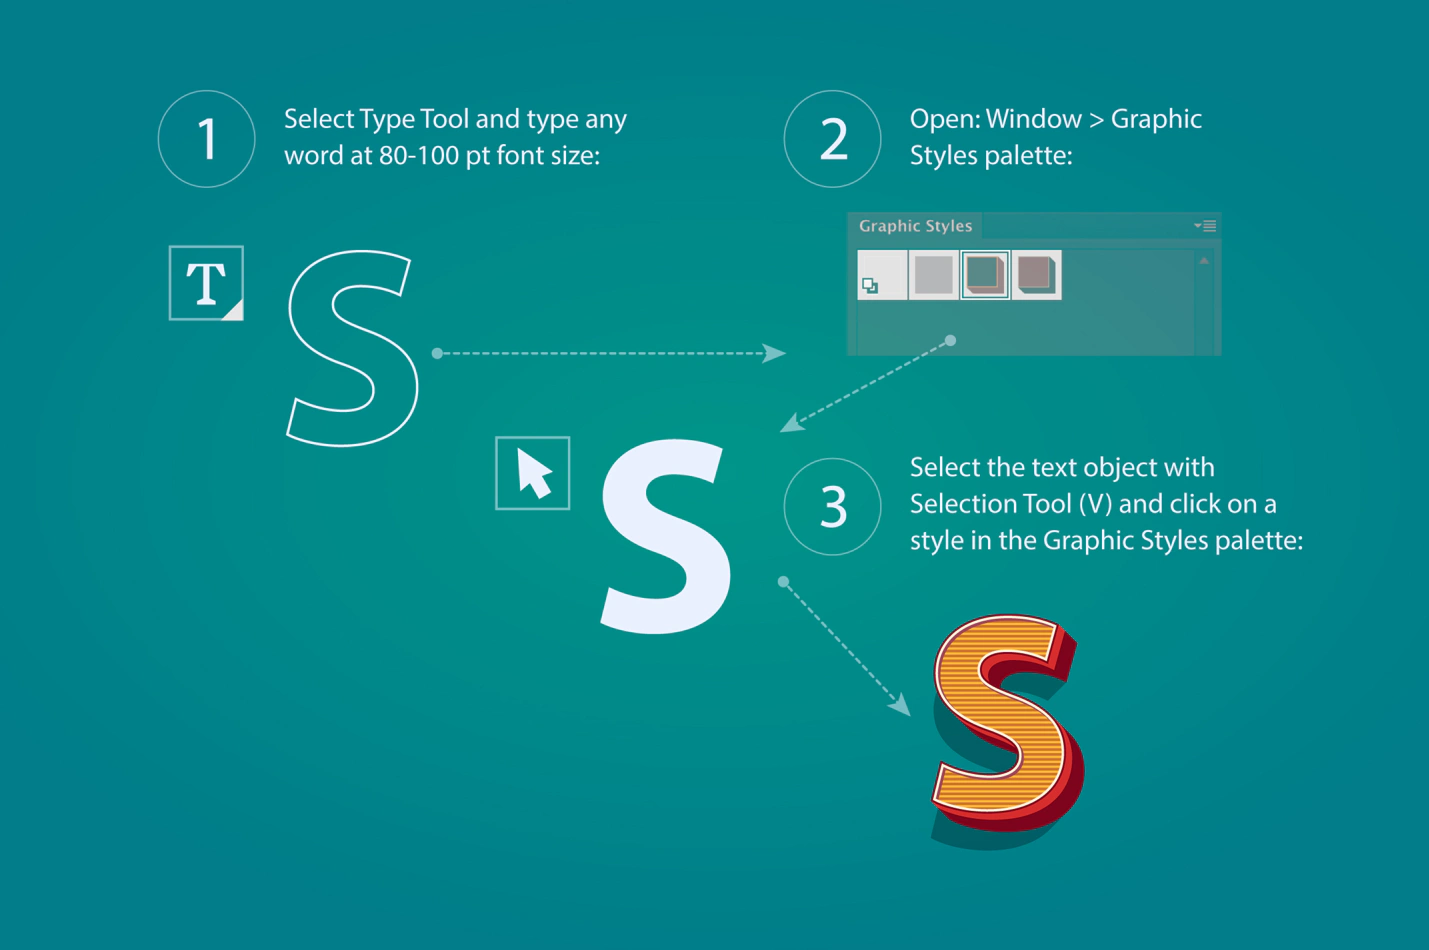 1
Select Type Tool and type any
word at 80-100 pt font size:
T
S
2
Open: Window > Graphic
Styles palette:
Graphic Styles
S
3
Select the text object with
Selection Tool (V) and click on a
style in the Graphic Styles palette:
S